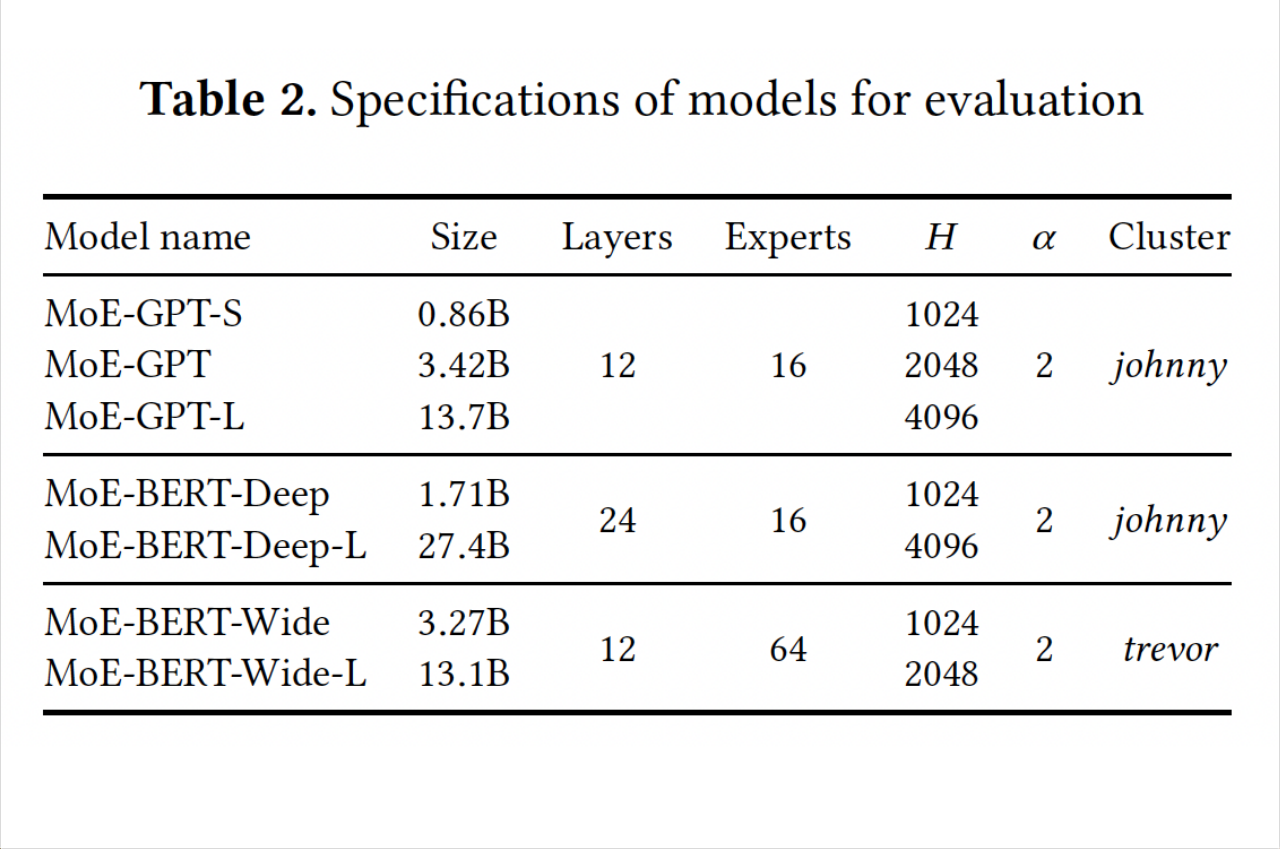 Table 2. Specifications of models for evaluation
Model name Size Layers Experts H α Cluster
MoE-GPT-S 0.86B 1024
MoE-GPT 3.42B 12 16 2048 2 johnny
MoE-GPT-L 13.7B 4096
MoE-BERT-Deep 1.71B 1024
24 16 2 johnny
MoE-BERT-Deep-L 27.4B 4096
MoE-BERT-Wide 3.27B 1024
12 64 2 trevor
MoE-BERT-Wide-L 13.1B 2048